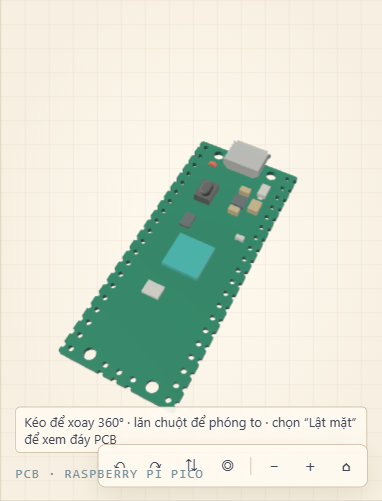 Kéo để xoay 360° · lăn chuột để phóng to · chọn “Lật mặt”
để xem đáy PCB
PCB · RASPBERRY PI PICO